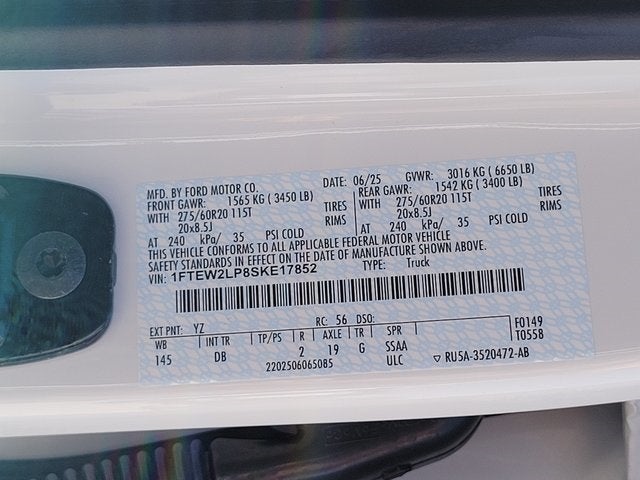 MFD. BY FORD MOTOR CO. DATE: 06/25 GVWR: 3016 KG ( 6650 LB)
FRONT GAWR: 1565 KG ( 3450 LB) REAR GAWR: 1542 KG ( 3400 LB)
WITH 275/60R20 115T TIRES WITH 275/60R20 115T TIRES
20x8.5J RIMS 20x8.5J RIMS
AT 240 kPa/ 35 PSI COLD AT 240 kPa/ 35 PSI COLD
THIS VEHICLE CONFORMS TO ALL APPLICABLE FEDERAL MOTOR VEHICLE
SAFETY STANDARDS IN EFFECT ON THE DATE OF MANUFACTURE SHOWN ABOVE.
VIN: 1FTEW2LP8SKE17852 TYPE: Truck
EXT PNT: YZ RC: 56 DSO: F0149
WB INT TR TP/PS R AXLE TR SPR T0558
145 DB 2 19 G SSAA
2202506065085 ULC ▽ RU5A-3520472-AB